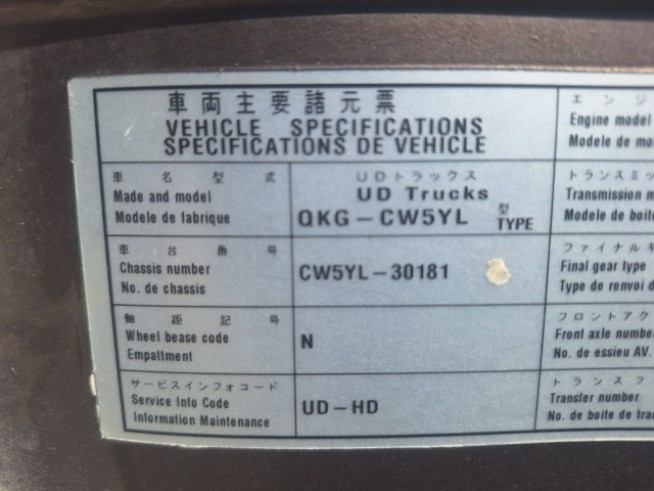 車両主要諸元票
VEHICLE SPECIFICATIONS
SPECIFICATIONS DE VEHICLE
車名型式
Made and model
Modele de fabrique
UDトラックス
UD Trucks
QKG-CW5YL 型 TYPE
車台番号
Chassis number
No. de chassis
CW5YL-30181
軸距記号
Wheel bease code
Empattment
N
サービスインフォコード
Service Info Code
Information Maintenance
UD-HD
エンジ
Engine model
Modele de mo
トランスミッ
Transmission m
Modele de boit
ファイナルギ
Final gear type
Type de renvoi d
フロントアク
Front axle numbe
No. de essieu AV.
トランスフ
Transfer number
No. de boite de tra